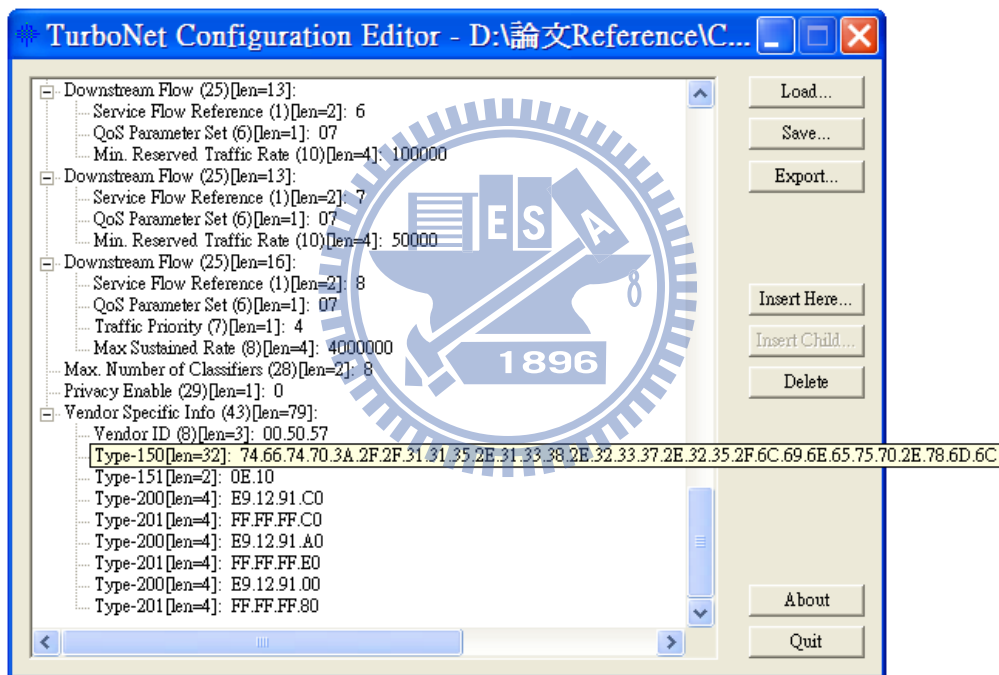 TurboNet Configuration Editor - D:\論文Reference\C...
Downstream Flow (25)[len=13]:
Service Flow Reference (1)[len=2]: 6
QoS Parameter Set (6)[len=1]: 07
Min. Reserved Traffic Rate (10)[len=4]: 100000
Downstream Flow (25)[len=13]:
Service Flow Reference (1)[len=2]: 7
QoS Parameter Set (6)[len=1]: 07
Min. Reserved Traffic Rate (10)[len=4]: 50000
Downstream Flow (25)[len=16]:
Service Flow Reference (1)[len=2]: 8
QoS Parameter Set (6)[len=1]: 07
Traffic Priority (7)[len=1]: 4
Max Sustained Rate (8)[len=4]: 4000000
Max. Number of Classifiers (28)[len=2]: 8
Privacy Enable (29)[len=1]: 0
Vendor Specific Info (43)[len=79]:
Vendor ID (8)[len=3]: 00.50.57
Type-150[len=32]: 74.66.74.70.3A.2F.2F.31.31.35.2E.31.33.38.2E.32.33.37.2E.32.35.2F.6C.69.6E.65.75.70.2E.78.6D.6C
Type-151[len=2]: 0E.10
Type-200[len=4]: E9.12.91.C0
Type-201[len=4]: FF.FF.FF.C0
Type-200[len=4]: E9.12.91.A0
Type-201[len=4]: FF.FF.FF.E0
Type-200[len=4]: E9.12.91.00
Type-201[len=4]: FF.FF.FF.80
Load...
Save...
Export...
Insert Here...
Insert Child...
Delete
About
Quit
E S A
8
1896